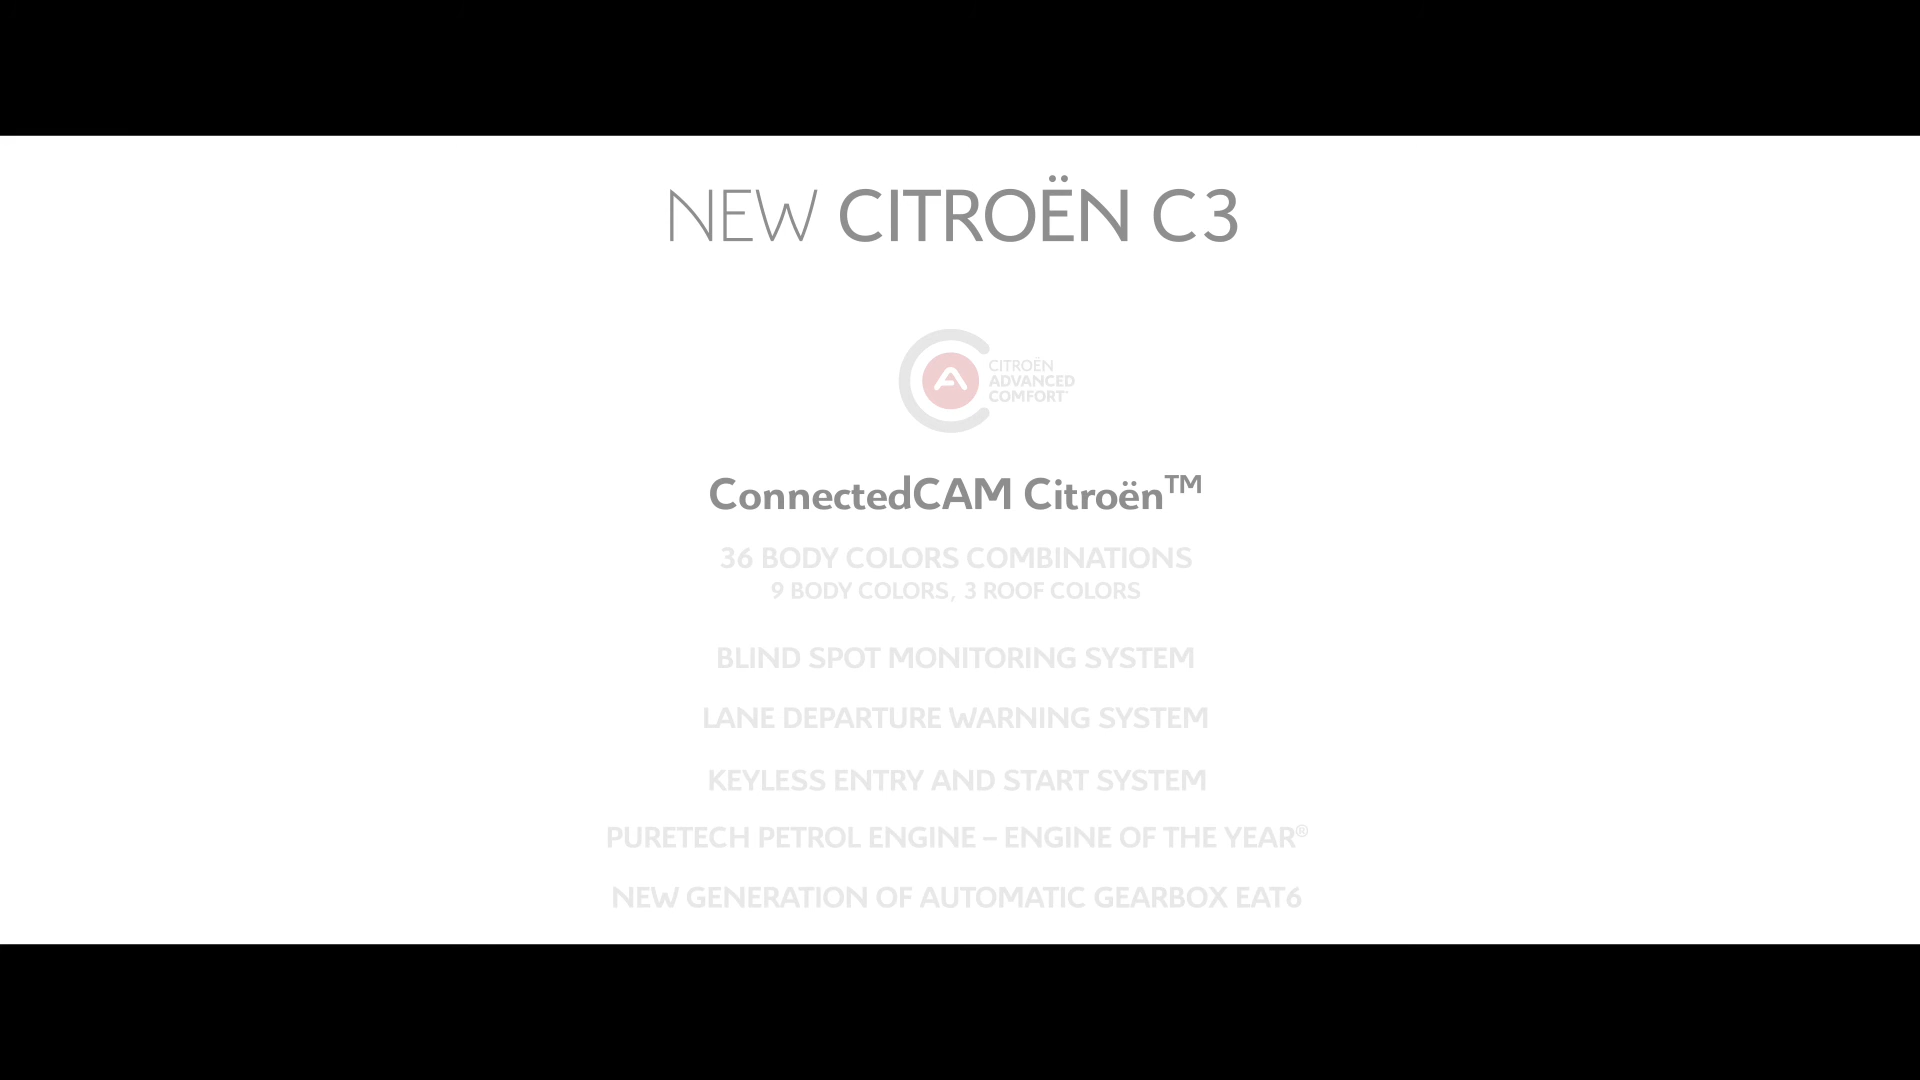 NEW CITROËN C3
CITROËN
ADVANCED
COMFORT™
ConnectedCAM Citroën™
36 BODY COLORS COMBINATIONS
9 BODY COLORS, 3 ROOF COLORS
BLIND SPOT MONITORING SYSTEM
LANE DEPARTURE WARNING SYSTEM
KEYLESS ENTRY AND START SYSTEM
PURETECH PETROL ENGINE – ENGINE OF THE YEAR®
NEW GENERATION OF AUTOMATIC GEARBOX EAT6